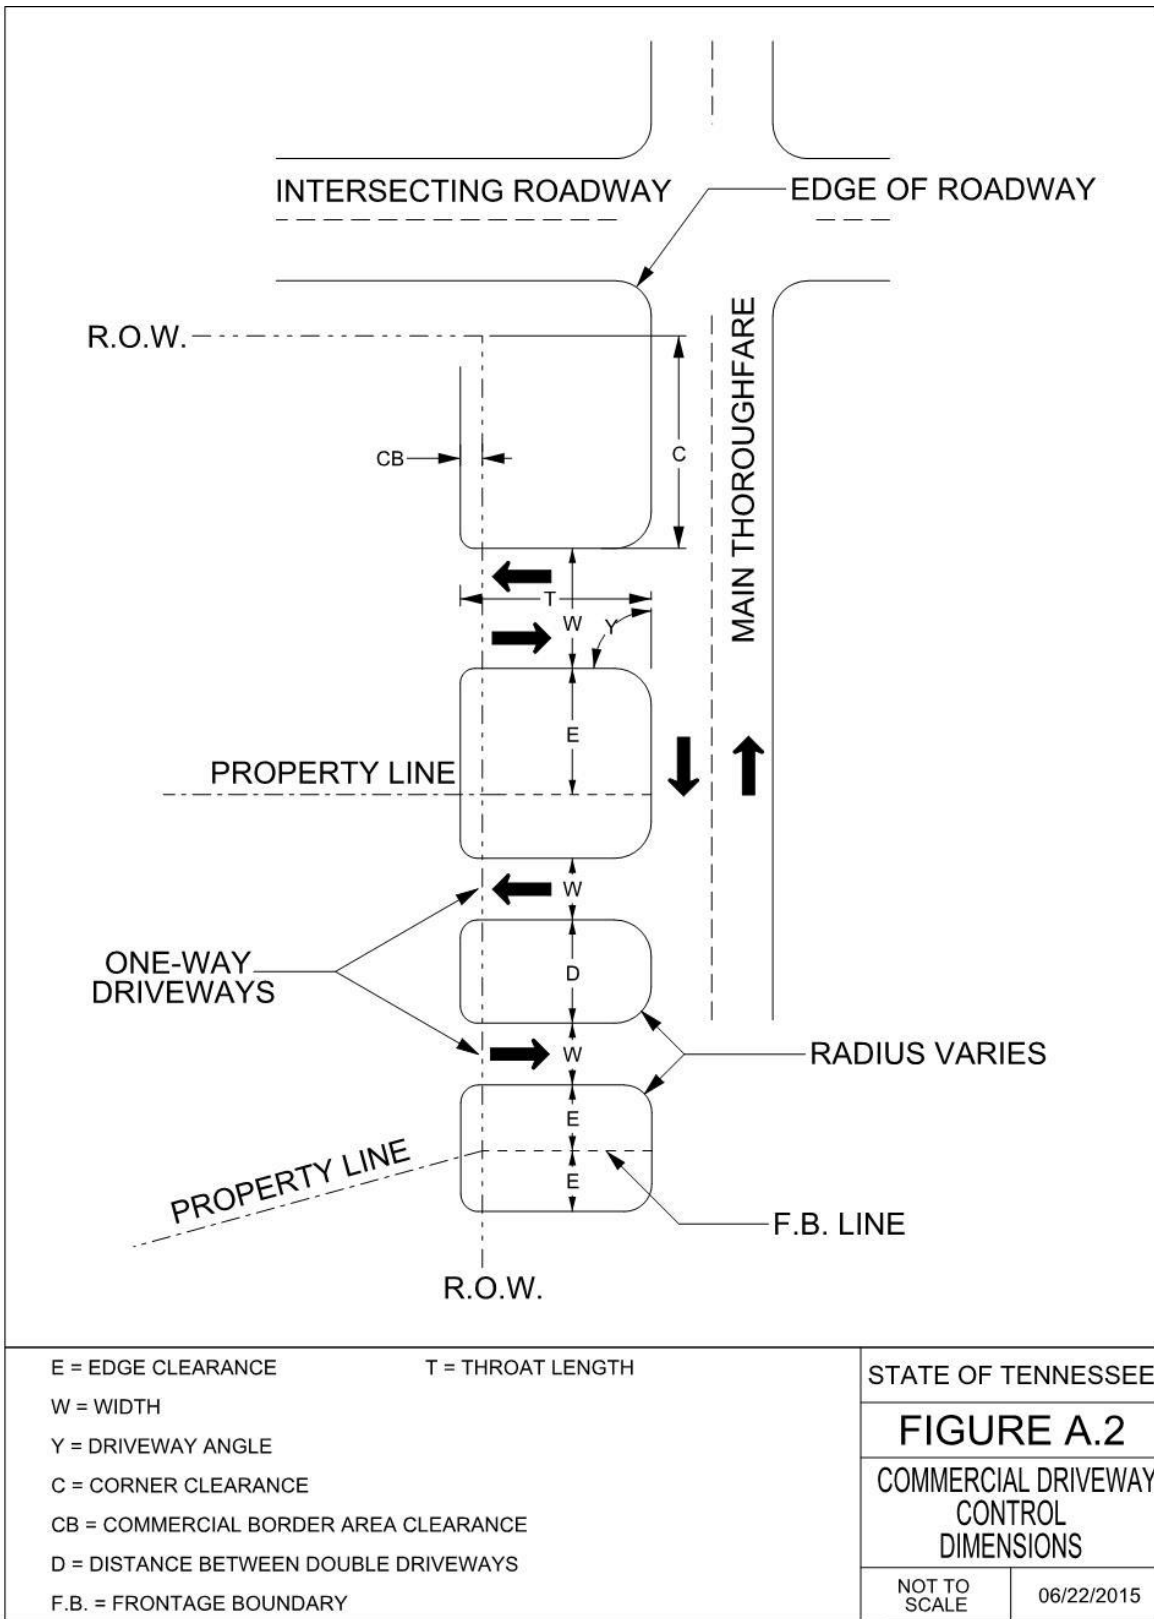 INTERSECTING ROADWAY
EDGE OF ROADWAY
R.O.W.
MAIN THOROUGHFARE
CB
C
T
W
Y
E
PROPERTY LINE
W
ONE-WAY
DRIVEWAYS
D
W
RADIUS VARIES
E
PROPERTY LINE
E
F.B. LINE
R.O.W.
E = EDGE CLEARANCE
T = THROAT LENGTH
W = WIDTH
Y = DRIVEWAY ANGLE
C = CORNER CLEARANCE
CB = COMMERCIAL BORDER AREA CLEARANCE
D = DISTANCE BETWEEN DOUBLE DRIVEWAYS
F.B. = FRONTAGE BOUNDARY
STATE OF TENNESSEE
FIGURE A.2
COMMERCIAL DRIVEWAY
CONTROL
DIMENSIONS
NOT TO
SCALE
06/22/2015